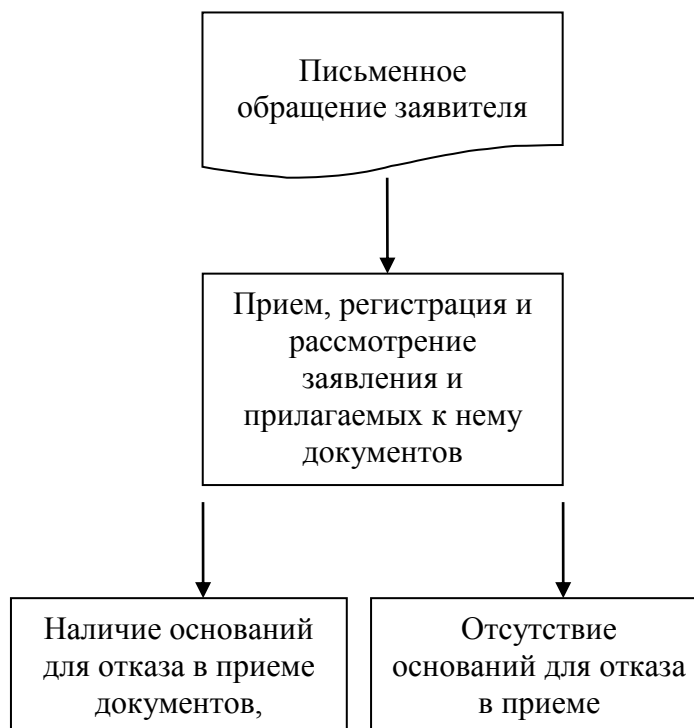 Письменное
обращение заявителя
Прием, регистрация и
рассмотрение
заявления и
прилагаемых к нему
документов
Наличие оснований
для отказа в приеме
документов,
Отсутствие
оснований для отказа
в приеме